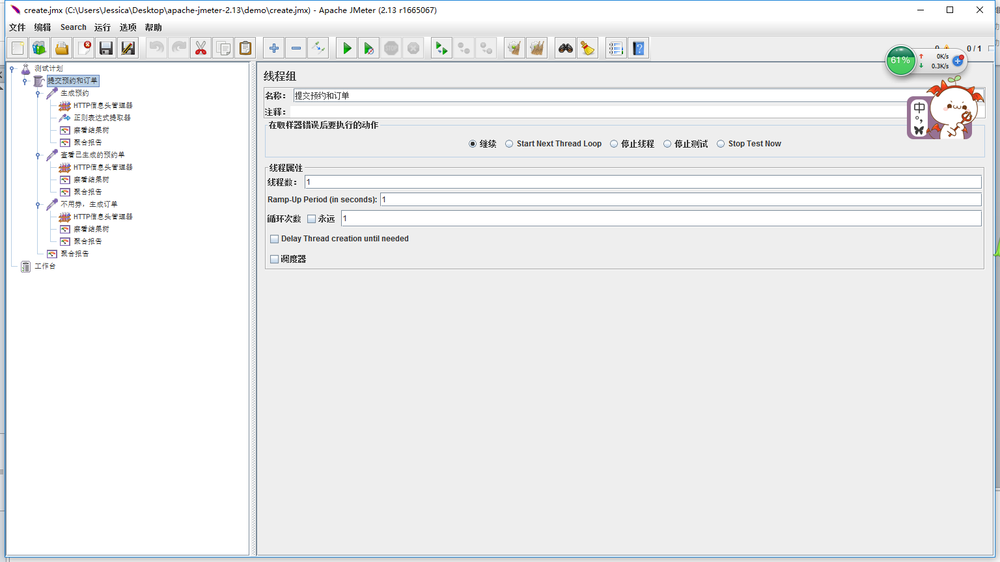 create.jmx (C:\Users\Jessica\Desktop\apache-jmeter-2.13\demo\create.jmx) - Apache JMeter (2.13 r1665067)
文件 编辑 Search 运行 选项 帮助
STOP
0 / 1
61%
0K/s
0.3K/s
测试计划
提交预约和订单
生成预约
HTTP信息头管理器
正则表达式提取器
察看结果树
聚合报告
查看已生成的预约单
HTTP信息头管理器
察看结果树
聚合报告
不用券，生成订单
HTTP信息头管理器
察看结果树
聚合报告
聚合报告
工作台
线程组
名称： 提交预约和订单
注释：
中
在取样器错误后要执行的动作
继续 Start Next Thread Loop 停止线程 停止测试 Stop Test Now
线程属性
线程数： 1
Ramp-Up Period (in seconds): 1
循环次数 永远 1
Delay Thread creation until needed
调度器